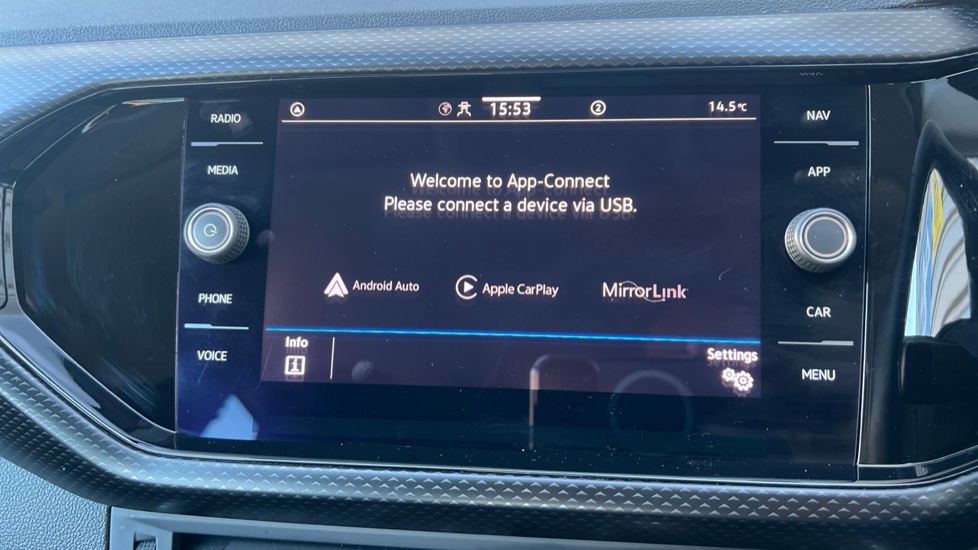 RADIO
MEDIA
PHONE
VOICE
15:53
2
14.5°C
Welcome to App-Connect
Please connect a device via USB.
Android Auto
Apple CarPlay
MirrorLink
Info
Settings
NAV
APP
CAR
MENU